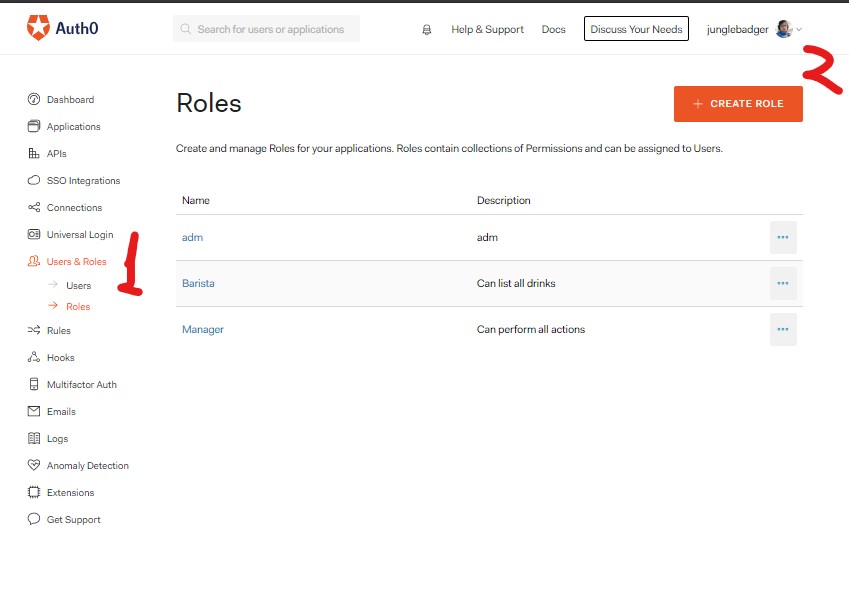 Auth0
Search for users or applications
Help & Support
Docs
Discuss Your Needs
junglebadger
2
Dashboard
Applications
APIs
SSO Integrations
Connections
Universal Login
Users & Roles
Users
Roles
1
Rules
Hooks
Multifactor Auth
Emails
Logs
Anomaly Detection
Extensions
Get Support
Roles
+ CREATE ROLE
Create and manage Roles for your applications. Roles contain collections of Permissions and can be assigned to Users.
Name Description
adm adm
Barista Can list all drinks
Manager Can perform all actions